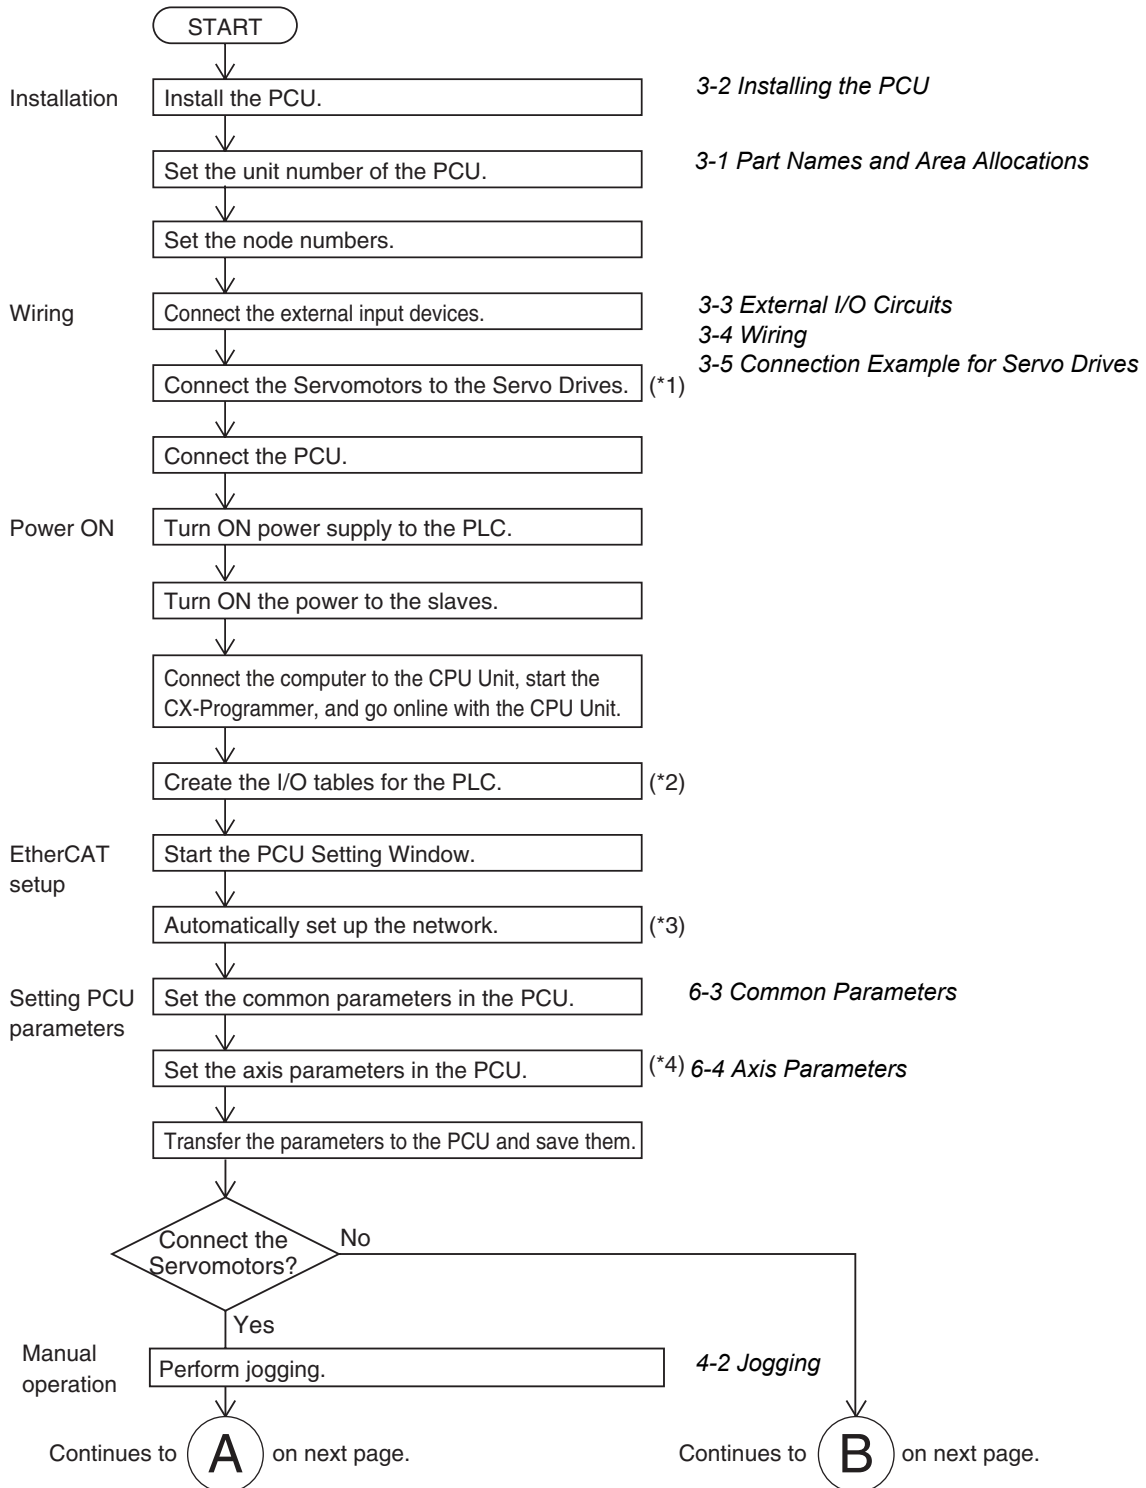 START
Installation
Install the PCU.
3-2 Installing the PCU
Set the unit number of the PCU.
3-1 Part Names and Area Allocations
Set the node numbers.
Wiring
Connect the external input devices.
3-3 External I/O Circuits
3-4 Wiring
3-5 Connection Example for Servo Drives
Connect the Servomotors to the Servo Drives.
(*1)
Connect the PCU.
Power ON
Turn ON power supply to the PLC.
Turn ON the power to the slaves.
Connect the computer to the CPU Unit, start the
CX-Programmer, and go online with the CPU Unit.
Create the I/O tables for the PLC.
(*2)
EtherCAT
setup
Start the PCU Setting Window.
Automatically set up the network.
(*3)
Setting PCU
parameters
Set the common parameters in the PCU.
6-3 Common Parameters
Set the axis parameters in the PCU.
(*4)
6-4 Axis Parameters
Transfer the parameters to the PCU and save them.
Connect the
Servomotors?
No
Yes
Manual
operation
Perform jogging.
4-2 Jogging
Continues to A on next page.
Continues to B on next page.